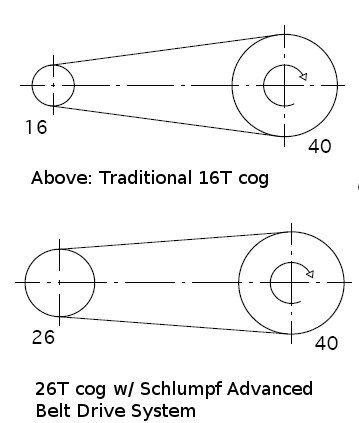 16
40
Above: Traditional 16T cog
26
40
26T cog w/ Schlumpf Advanced
Belt Drive System